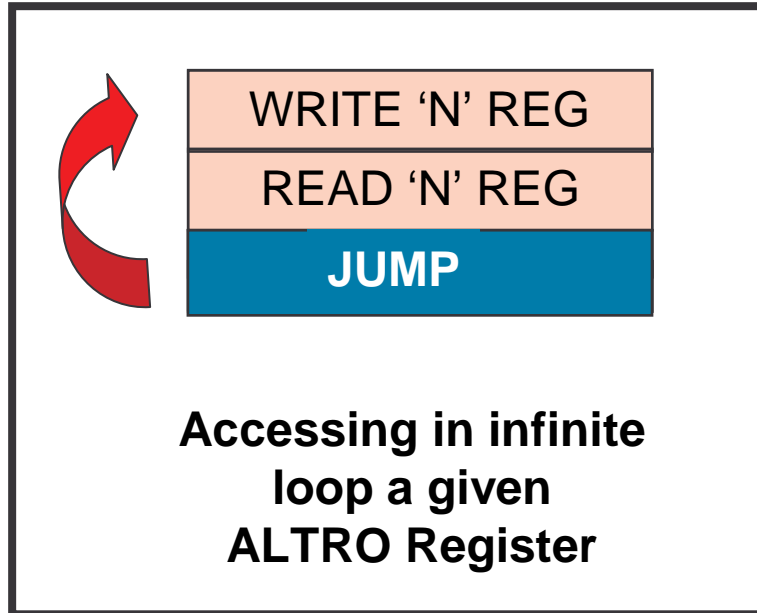 WRITE ‘N’ REG
READ ‘N’ REG
JUMP
Accessing in infinite
loop a given
ALTRO Register